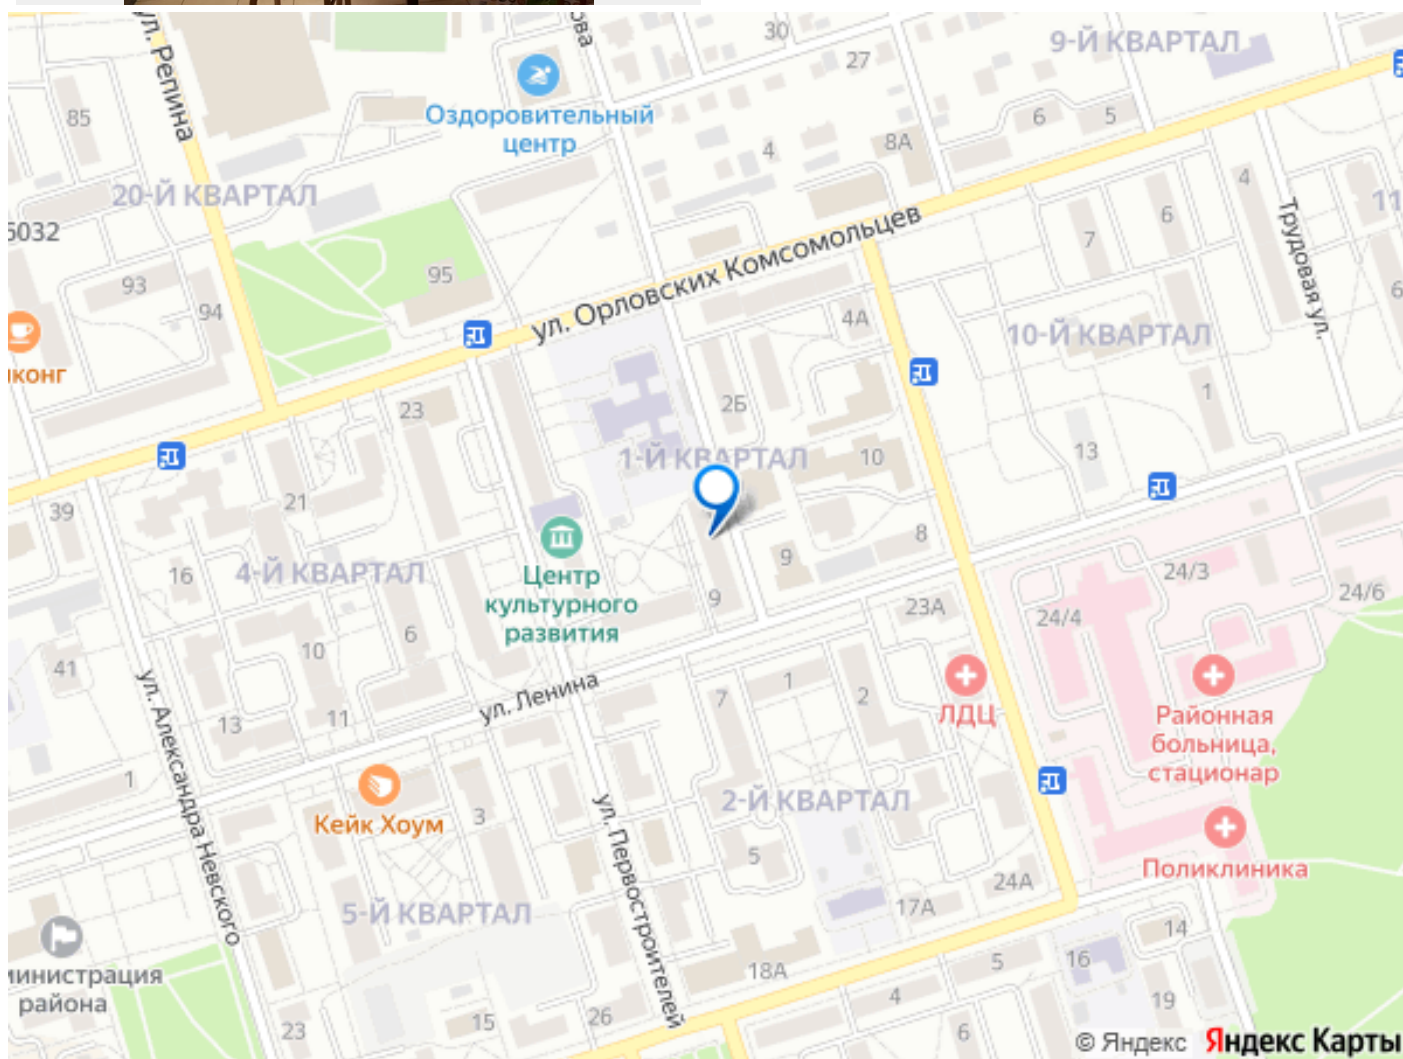 ул. Репина
30
27
9-Й КВАРТАЛ
85
Оздоровительный
центр
6
5
8А
4
20-Й КВАРТАЛ
4
6
7
Трудовая ул.
93
94
95
ул. Орловских Комсомольцев
4А
10-Й КВАРТАЛ
23
2Б
1
1-Й КВАРТАЛ
10
13
39
21
16
4-Й КВАРТАЛ
Центр
культурного
развития
9
9
8
23А
24/3
24/4
24/6
10
6
41
13
11
ул. Ленина
7
1
2
ЛДЦ
Районная
больница,
стационар
1
ул. Александра Невского
Кейк Хоум
3
ул. Первостроителей
2-Й КВАРТАЛ
5
Поликлиника
5-Й КВАРТАЛ
24А
17А
14
района
18А
5
16
4
19
23
15
26
6
© Яндекс Яндекс Карты